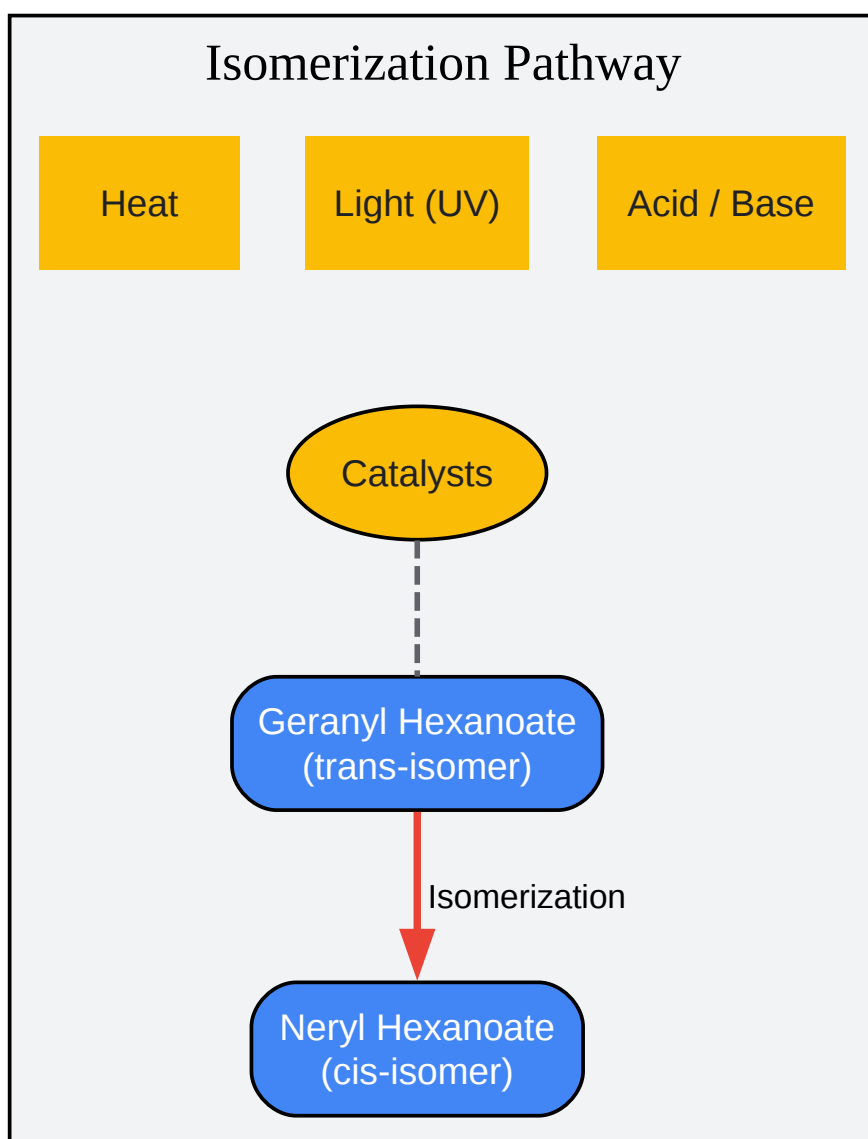 Isomerization Pathway
Heat
Light (UV)
Acid / Base
Catalysts
Geranyl Hexanoate
(trans-isomer)
Isomerization
Neryl Hexanoate
(cis-isomer)